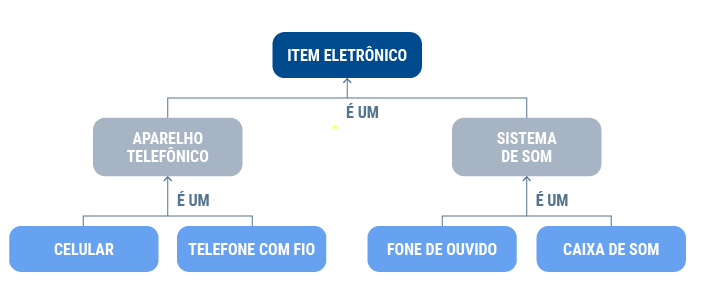 ITEM ELETRÔNICO
É UM
APARELHO
TELEFÔNICO
SISTEMA
DE SOM
É UM
É UM
CELULAR
TELEFONE COM FIO
FONE DE OUVIDO
CAIXA DE SOM